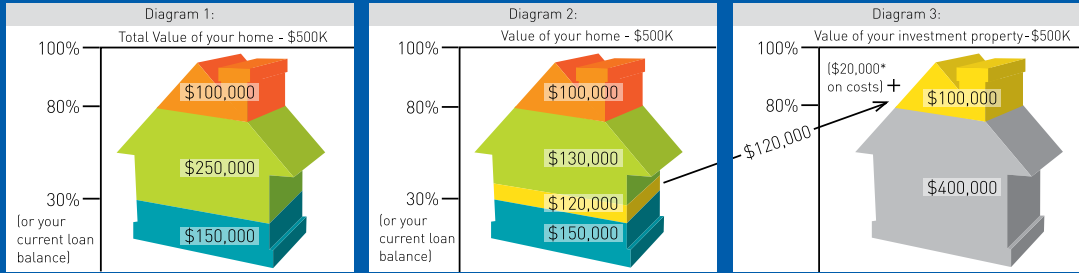 Diagram 1:
Total Value of your home - $500K
100%
80%
30%
(or your
current loan
balance)
$100,000
$250,000
$150,000
Diagram 2:
Value of your home - $500K
100%
80%
30%
(or your
current loan
balance)
$100,000
$130,000
$120,000
$150,000
$120,000
Diagram 3:
Value of your investment property-$500K
100%
80%
($20,000*
on costs) +
$100,000
$400,000